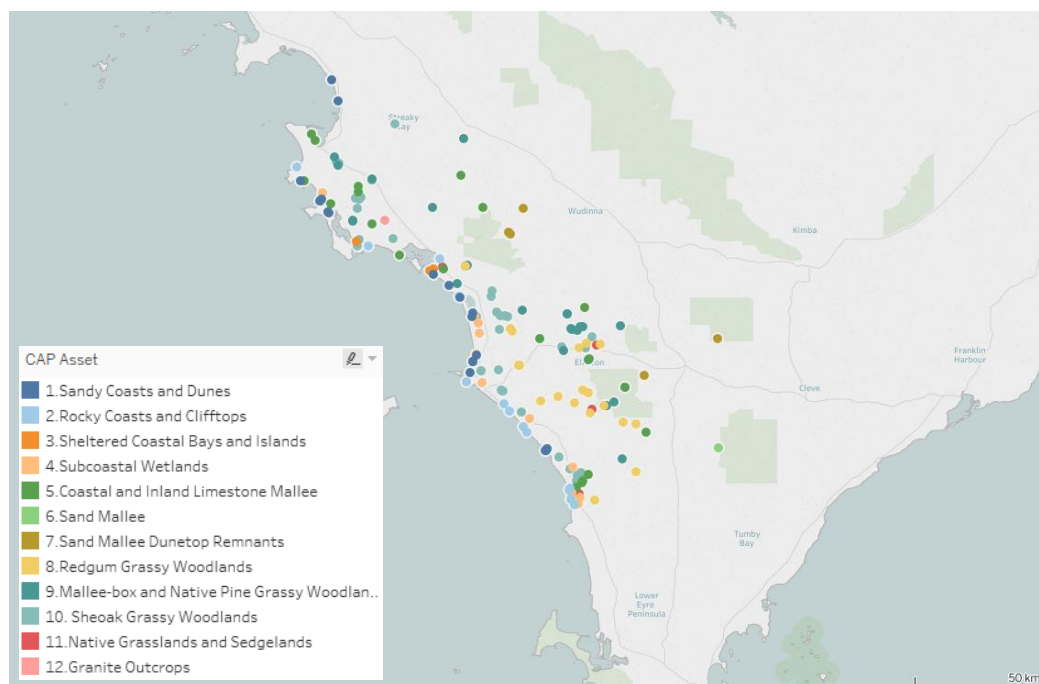 Streaky
Bay
Wudinna
Kimba
CAP Asset
1.Sandy Coasts and Dunes
2.Rocky Coasts and Clifftops
3.Sheltered Coastal Bays and Islands
4.Subcoastal Wetlands
5.Coastal and Inland Limestone Mallee
6.Sand Mallee
7.Sand Mallee Dunetop Remnants
8.Redgum Grassy Woodlands
9.Mallee-box and Native Pine Grassy Woodlan..
10. Sheoak Grassy Woodlands
11.Native Grasslands and Sedgelands
12.Granite Outcrops
Franklin
Harbour
Cleve
Tumby
Bay
Lower
Eyre
Peninsula
50 km